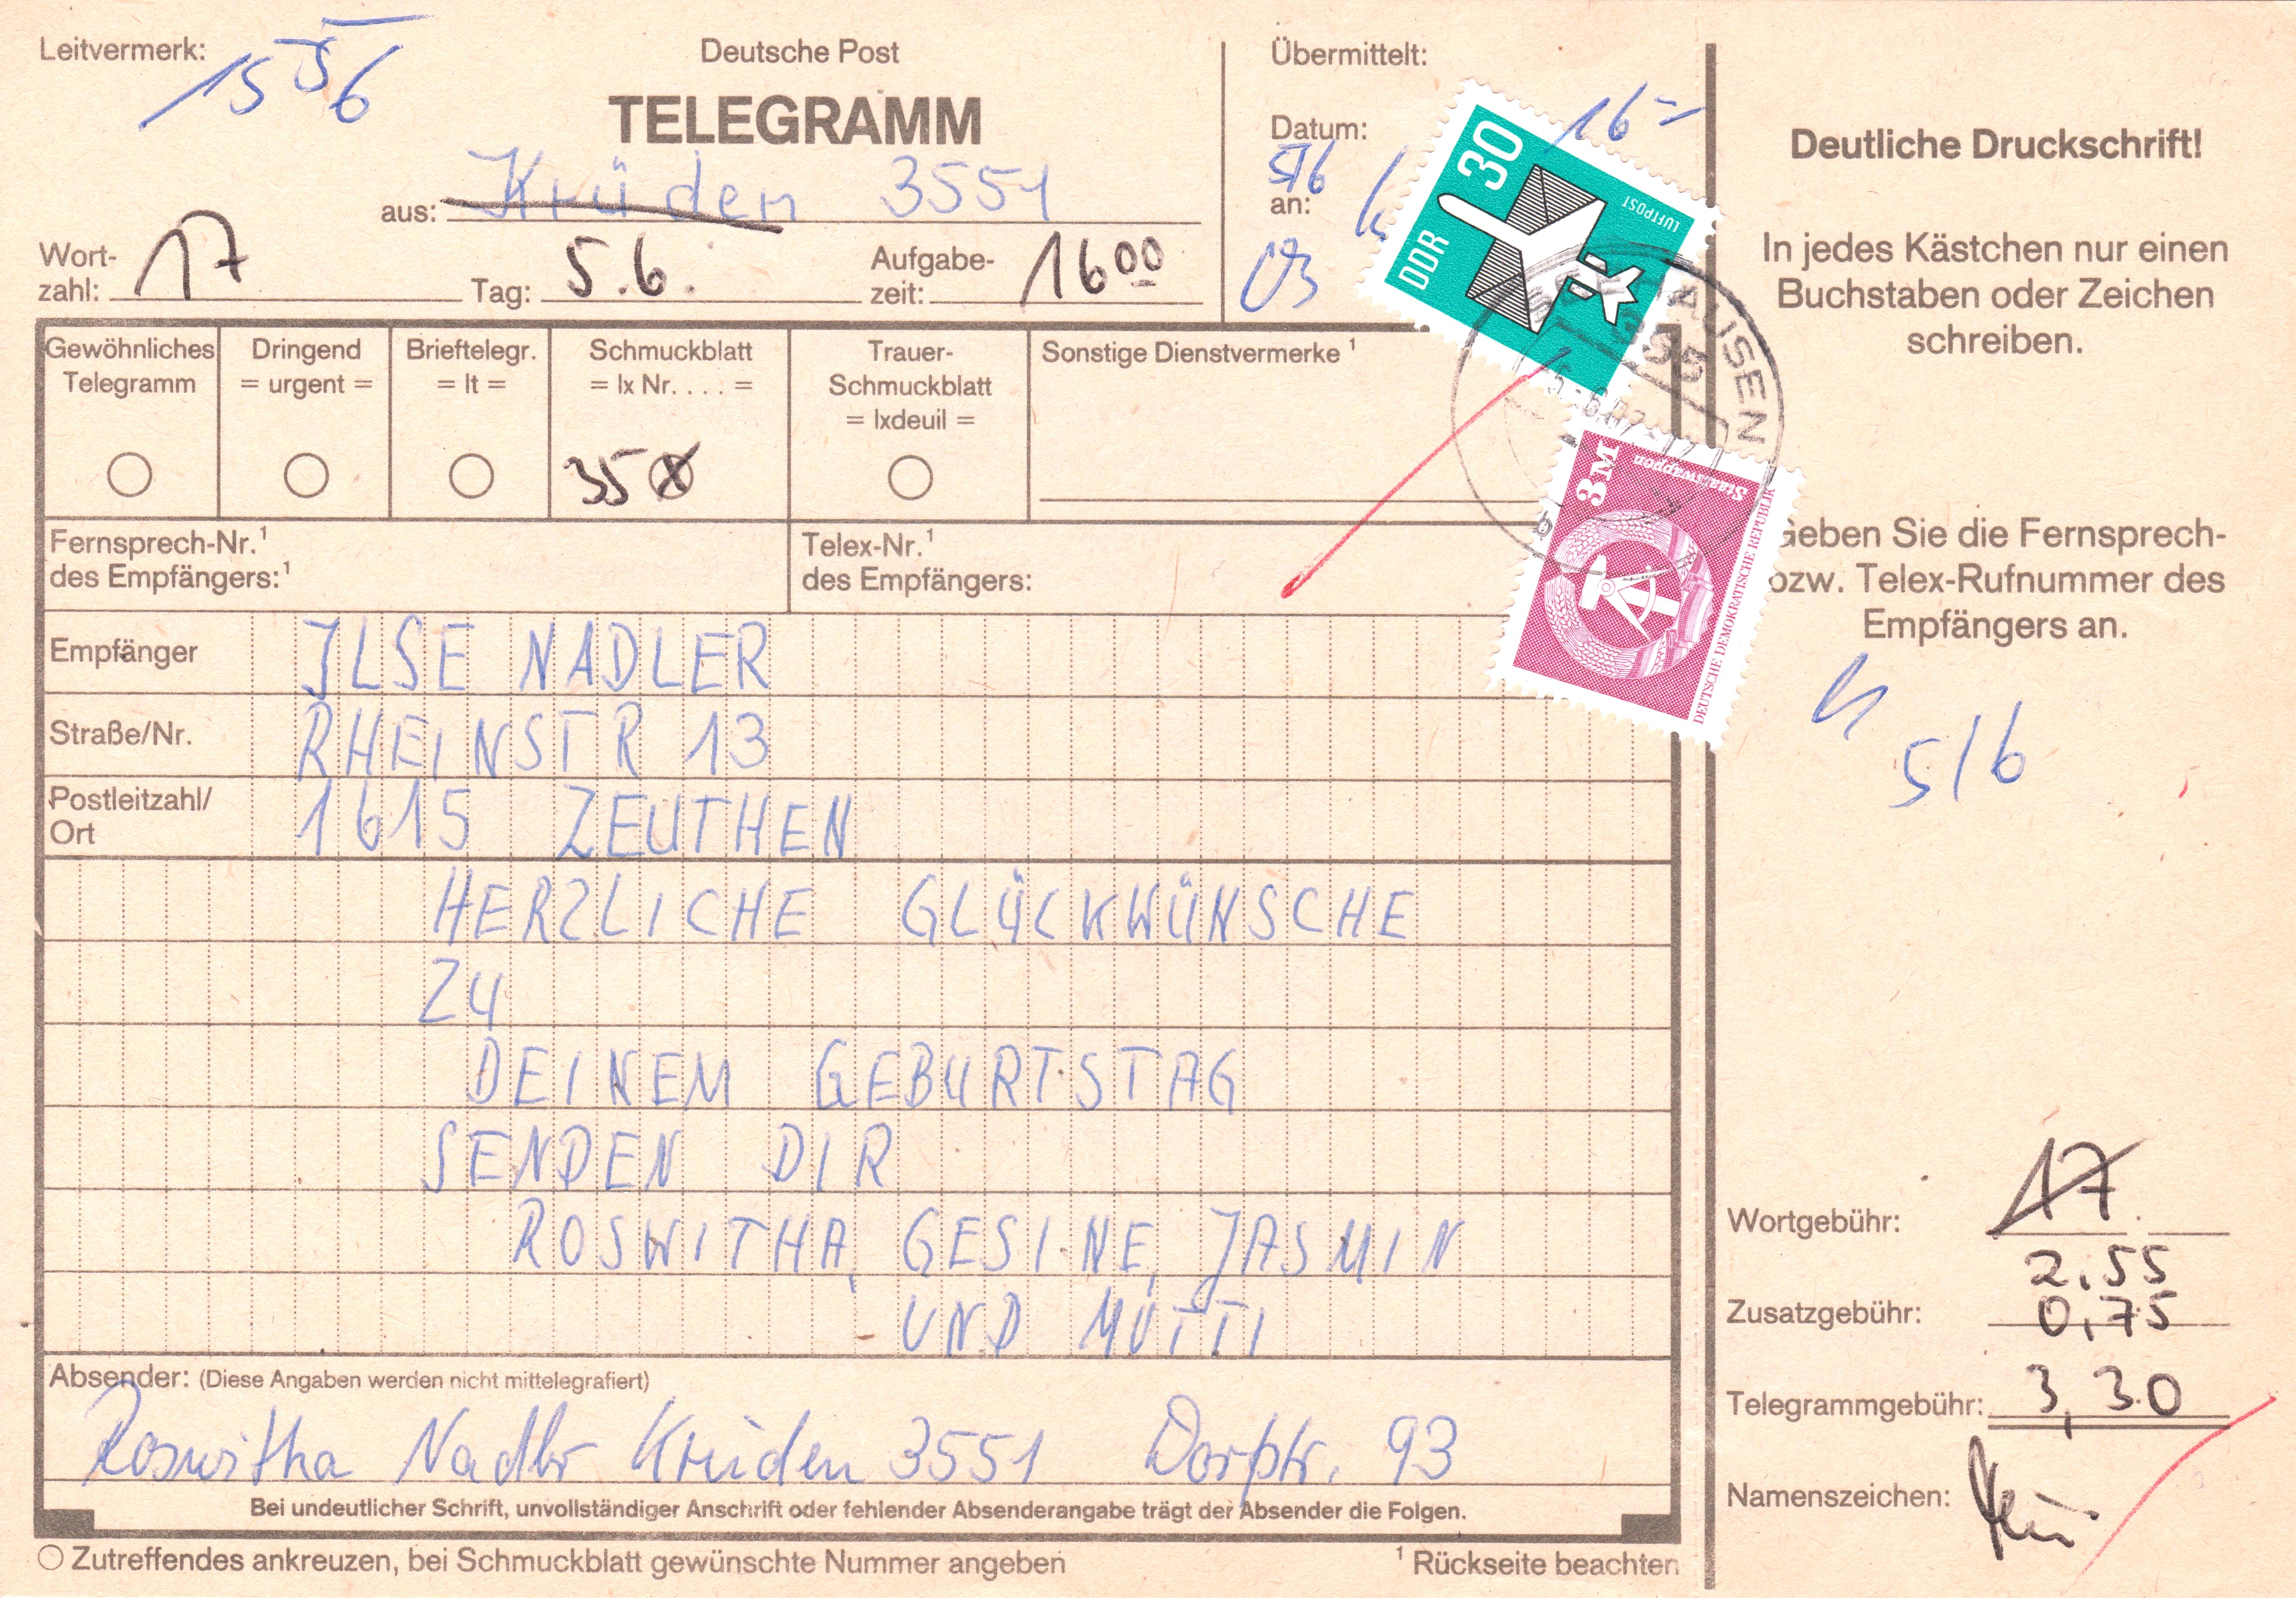 Leitvermerk:
Deutsche Post
TELEGRAMM
Übermittelt:
Datum:
5/6
16
an:
03
aus: Krüden 3551
Wort-
zahl: 17
Tag: 5.6.
Aufgabe-
zeit: 16 00
Deutliche Druckschrift!
In jedes Kästchen nur einen
Buchstaben oder Zeichen
schreiben.
Gewöhnliches
Telegramm
Dringend
= urgent =
Brieftelegr.
= lt =
Schmuckblatt
= lx Nr. . . . =
35 X
Trauer-
Schmuckblatt
= lxdeuil =
Sonstige Dienstvermerke ¹
30
DDR
LUFTPOST
3M
Staatswappen
DEUTSCHE DEMOKRATISCHE REPUBLIK
Fernsprech-Nr.¹
des Empfängers:¹
Telex-Nr.¹
des Empfängers:
Geben Sie die Fernsprech-
bzw. Telex-Rufnummer des
Empfängers an.
5/6
Empfänger ILSE NADLER
Straße/Nr. RHEINSTR 13
Postleitzahl/
Ort 1615 ZEUTHEN
HERZLICHE GLÜCKWÜNSCHE
ZU
DEINEM GEBURTSTAG
SENDEN DIR
ROSWITHA, GESINE, JASMIN
UND MUTTI
Absender: (Diese Angaben werden nicht mittelegrafiert)
Roswitha Nadler Krüden 3551 Dorfstr. 93
Bei undeutlicher Schrift, unvollständiger Anschrift oder fehlender Absenderangabe trägt der Absender die Folgen.
Zutreffendes ankreuzen, bei Schmuckblatt gewünschte Nummer angeben
¹ Rückseite beachten
Wortgebühr: 17
2,55
Zusatzgebühr: 0,75
Telegrammgebühr: 3,30
Namenszeichen: